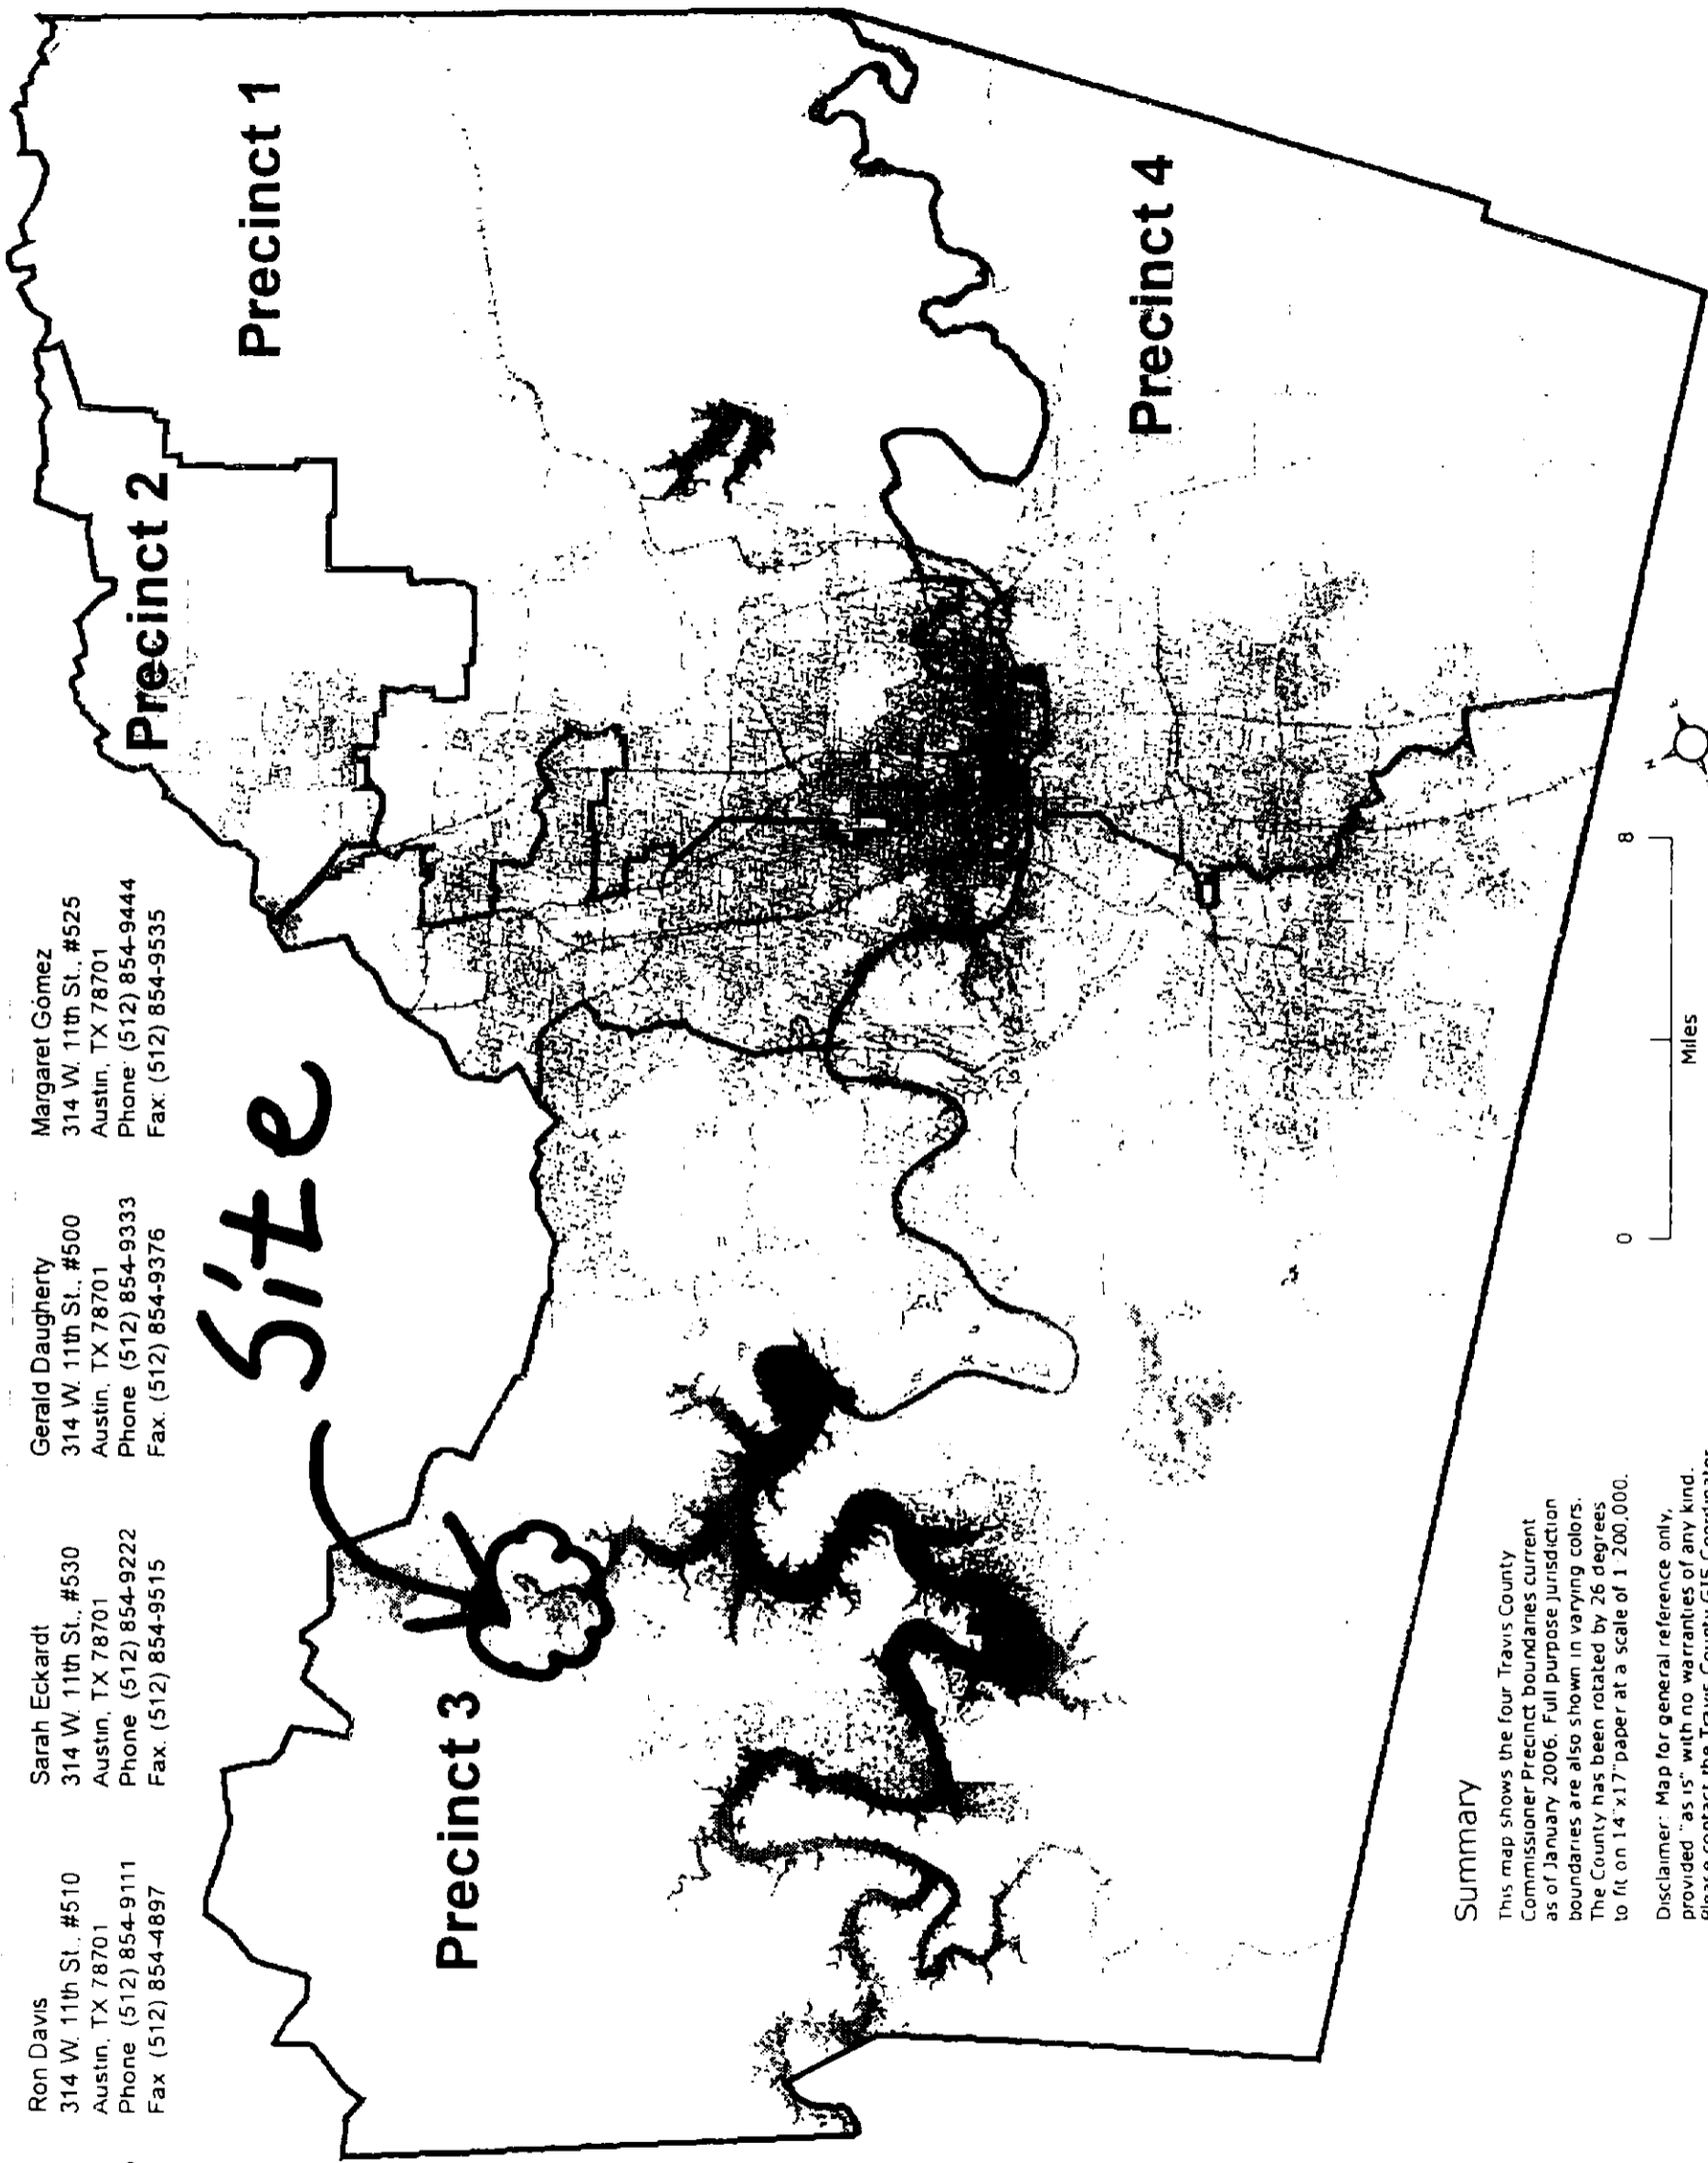 Ron Davis
314 W. 11th St., #510
Austin, TX 78701
Phone (512) 854-9111
Fax (512) 854-4897
Sarah Eckardt
314 W. 11th St., #530
Austin, TX 78701
Phone (512) 854-9222
Fax. (512) 854-9515
Gerald Daugherty
314 W. 11th St., #500
Austin, TX 78701
Phone (512) 854-9333
Fax. (512) 854-9376
Margaret Gómez
314 W. 11th St., #525
Austin, TX 78701
Phone (512) 854-9444
Fax: (512) 854-9535
Site
Precinct 2
Precinct 1
Precinct 3
Precinct 4
Summary
This map shows the four Travis County
Commissioner Precinct boundaries current
as of January 2006. Full purpose jurisdiction
boundaries are also shown in varying colors.
The County has been rotated by 26 degrees
to fit on 14"x17"paper at a scale of 1 200,000.
Disclaimer: Map for general reference only,
provided "as is" with no warranties of any kind.
Please contact the Travis County GIS Coordinator
0 8
Miles
N
E